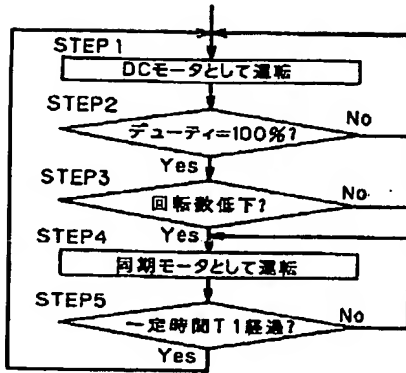 STEP1
DCモータとして運転
STEP2
デューティ=100%?
No
Yes
STEP3
回転数低下?
No
Yes
STEP4
同期モータとして運転
STEP5
一定時間T1経過?
No
Yes